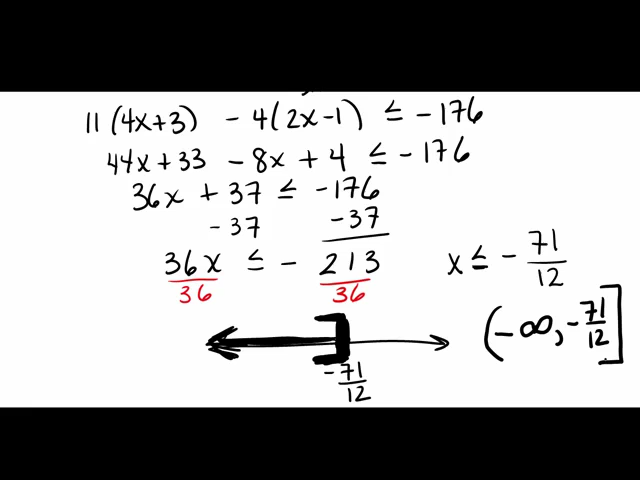 11(4x+3) - 4(2x-1) ≤ -176
44x+33 - 8x + 4 ≤ -176
36x + 37 ≤ -176
-37 -37
36x ≤ - 213
36 36
x ≤ - 71/12
(-∞, -71/12]
-71/12